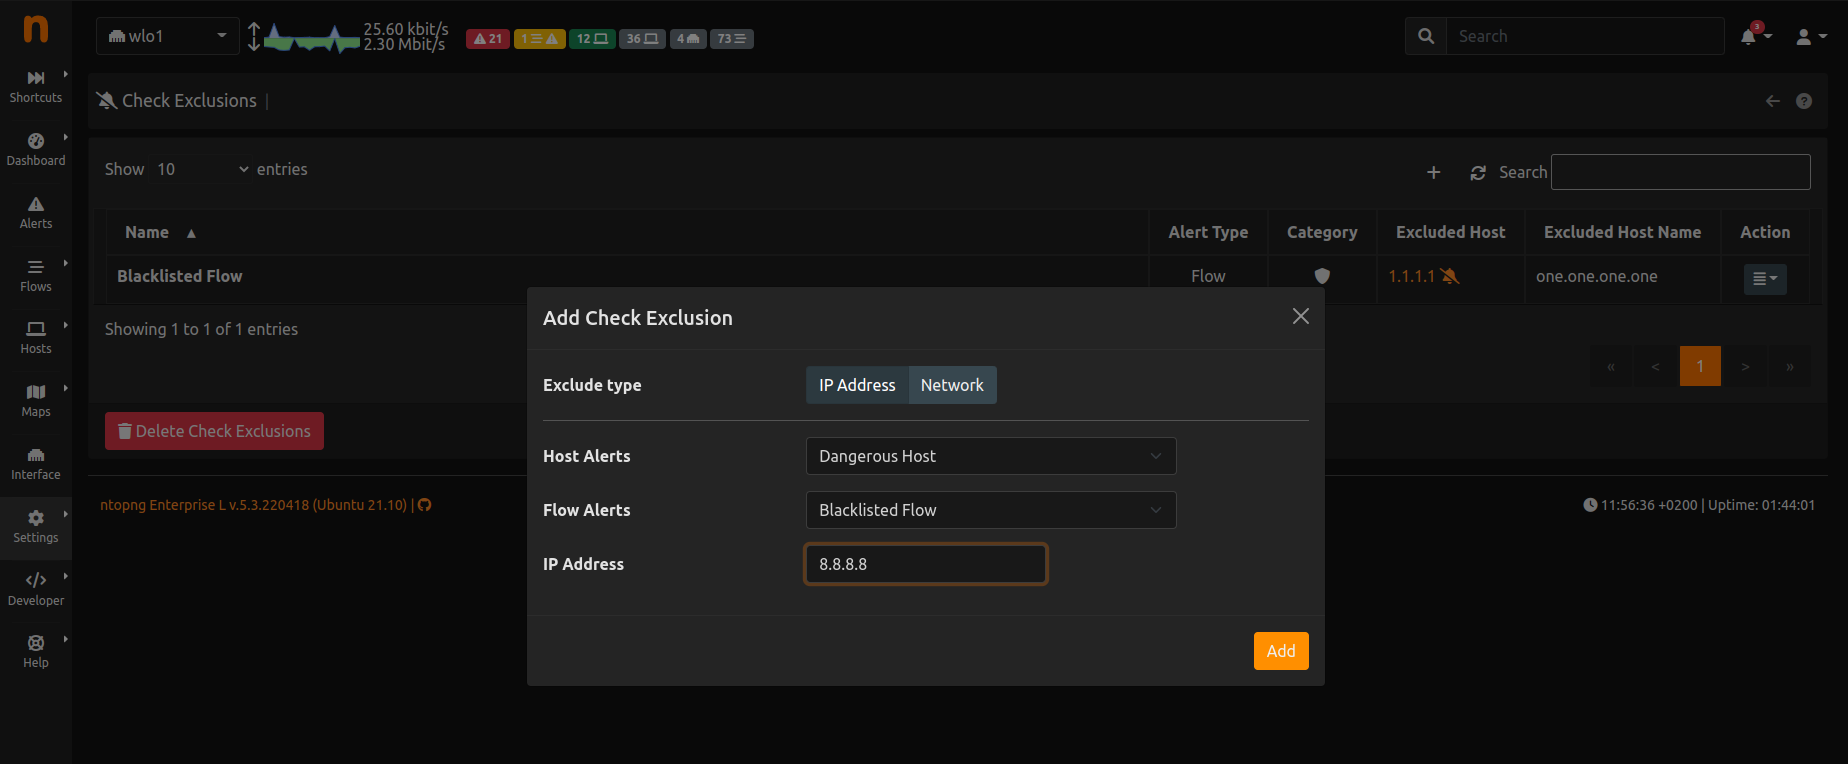 n
wlo1
25.60 kbit/s
2.30 Mbit/s
21
1
12
36
4
73
Search
3
Shortcuts
Dashboard
Alerts
Flows
Hosts
Maps
Interface
Settings
Developer
Help
Check Exclusions |
Show 10 entries
+ Search
Name Alert Type Category Excluded Host Excluded Host Name Action
Blacklisted Flow Flow 1.1.1.1 one.one.one.one
Showing 1 to 1 of 1 entries
« < 1 > »
Delete Check Exclusions
ntopng Enterprise L v.5.3.220418 (Ubuntu 21.10) |
11:56:36 +0200 | Uptime: 01:44:01
Add Check Exclusion
Exclude type IP Address Network
Host Alerts Dangerous Host
Flow Alerts Blacklisted Flow
IP Address 8.8.8.8
Add